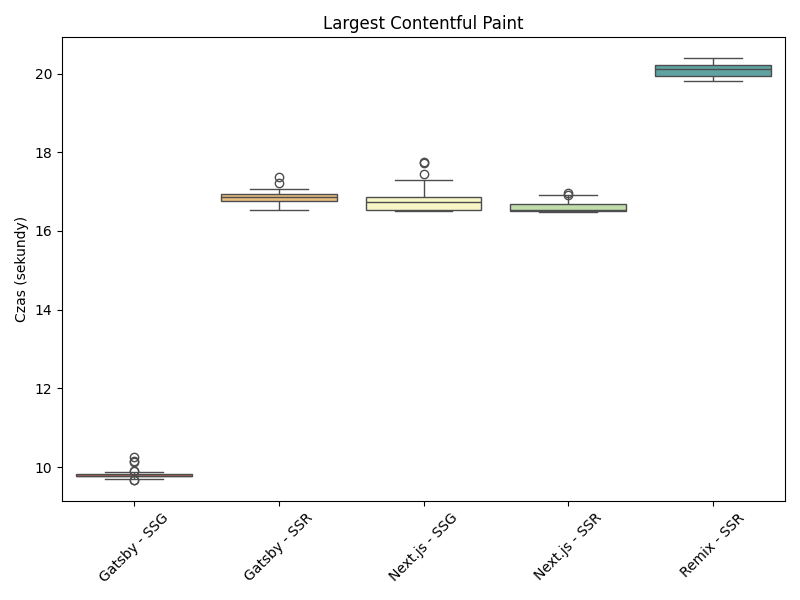 Largest Contentful Paint
Czas (sekundy)
20
18
16
14
12
10
Gatsby - SSG
Gatsby - SSR
Next.js - SSG
Next.js - SSR
Remix - SSR